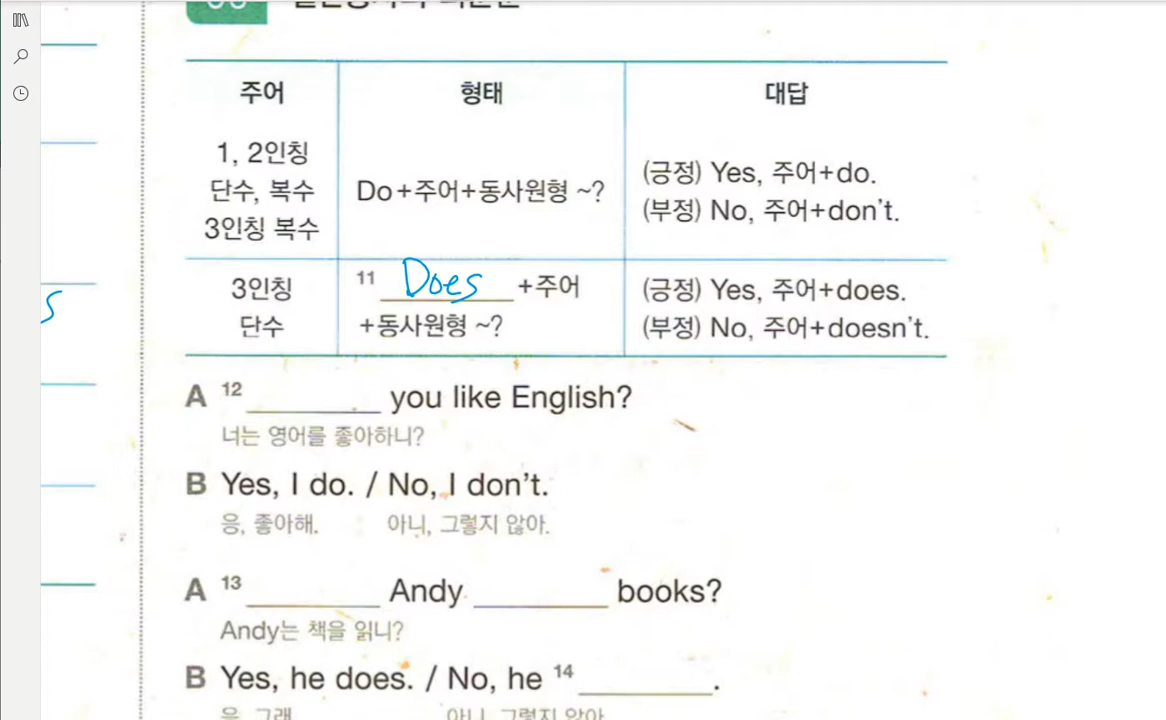 주어 형태 대답
1, 2인칭
단수, 복수
3인칭 복수
Do+주어+동사원형 ~?
(긍정) Yes, 주어+do.
(부정) No, 주어+don't.
3인칭
단수
11 Does +주어
+동사원형 ~?
(긍정) Yes, 주어+does.
(부정) No, 주어+doesn't.
A 12 ________ you like English?
너는 영어를 좋아하니?
B Yes, I do. / No, I don't.
응, 좋아해. 아니, 그렇지 않아.
A 13 ________ Andy ________ books?
Andy는 책을 읽니?
B Yes, he does. / No, he 14 ________.
s